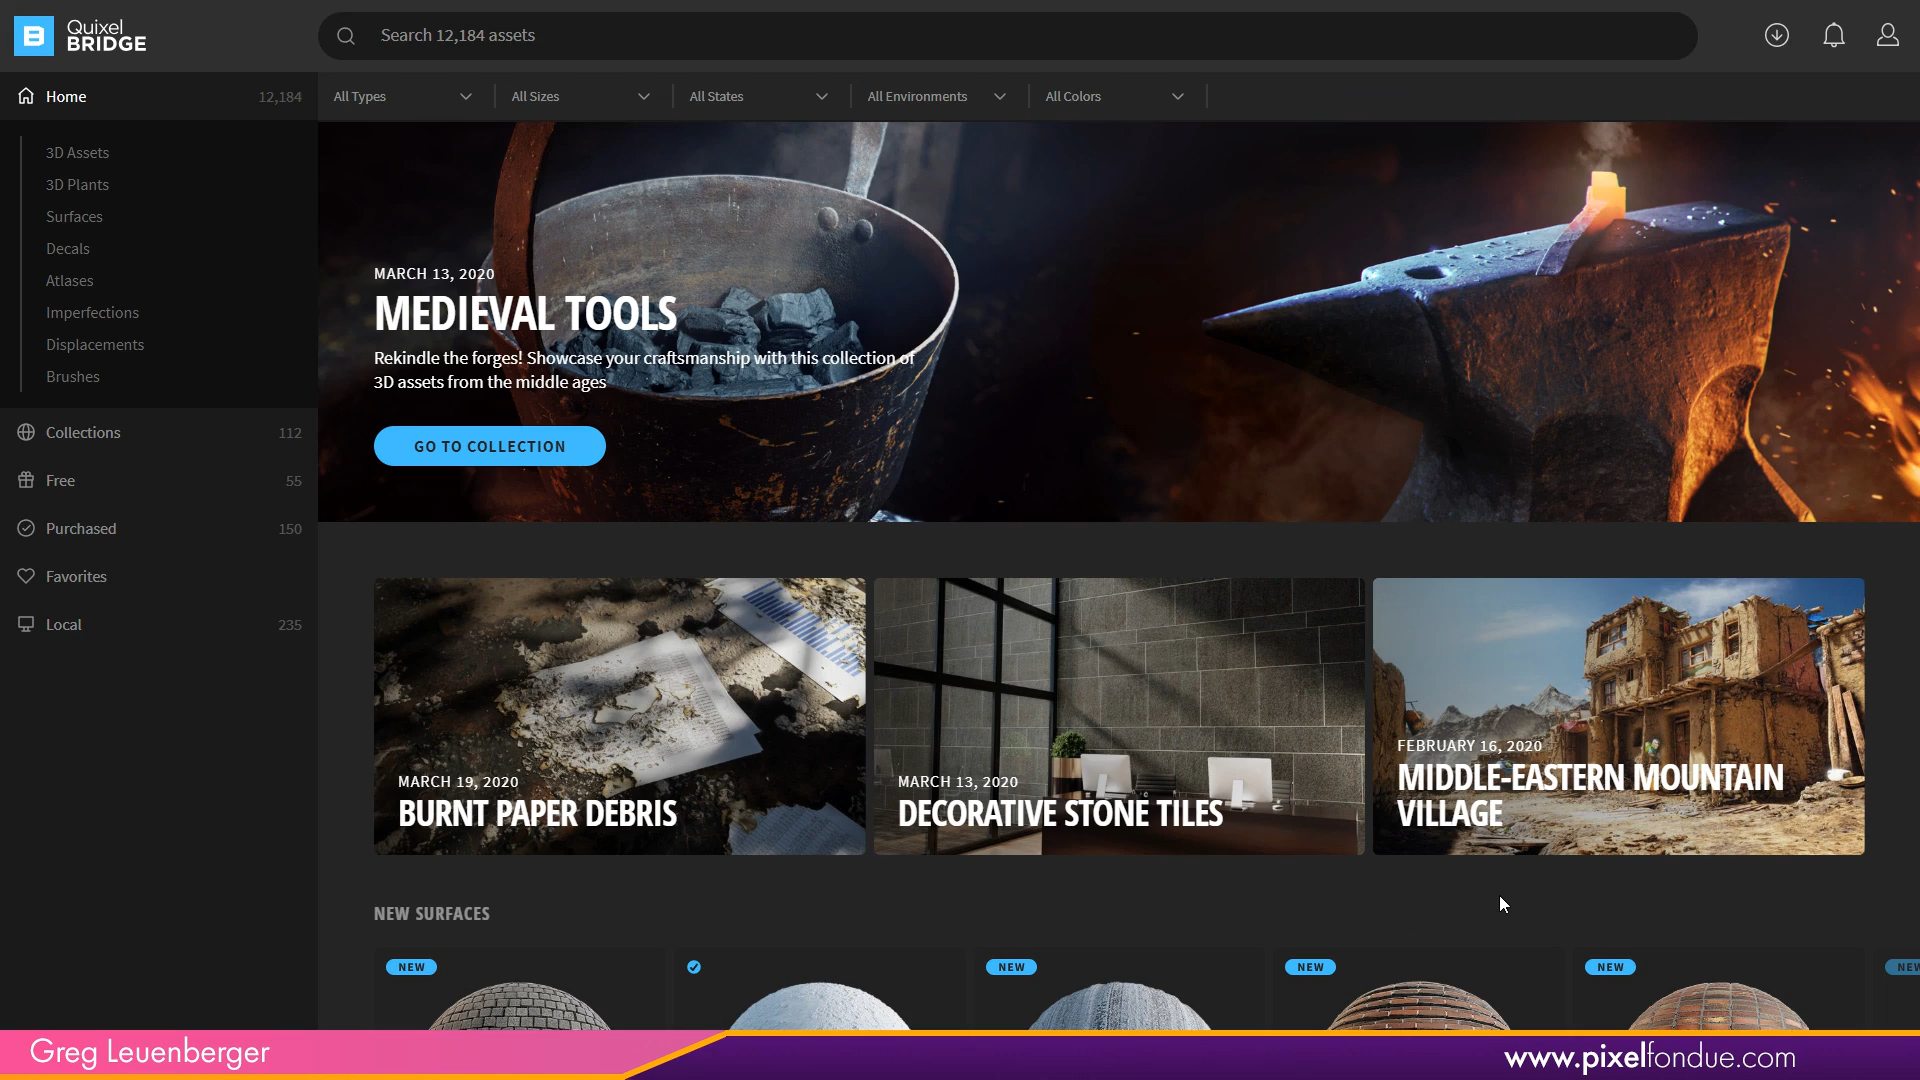 Quixel
BRIDGE
Search 12,184 assets
Home 12,184
All Types
All Sizes
All States
All Environments
All Colors
3D Assets
3D Plants
Surfaces
Decals
Atlases
Imperfections
Displacements
Brushes
Collections 112
Free 55
Purchased 150
Favorites
Local 235
MARCH 13, 2020
MEDIEVAL TOOLS
Rekindle the forges! Showcase your craftsmanship with this collection of
3D assets from the middle ages
GO TO COLLECTION
MARCH 19, 2020
BURNT PAPER DEBRIS
MARCH 13, 2020
DECORATIVE STONE TILES
FEBRUARY 16, 2020
MIDDLE-EASTERN MOUNTAIN
VILLAGE
NEW SURFACES
NEW
NEW
NEW
NEW
NEW
Greg Leuenberger
www.pixelfondue.com